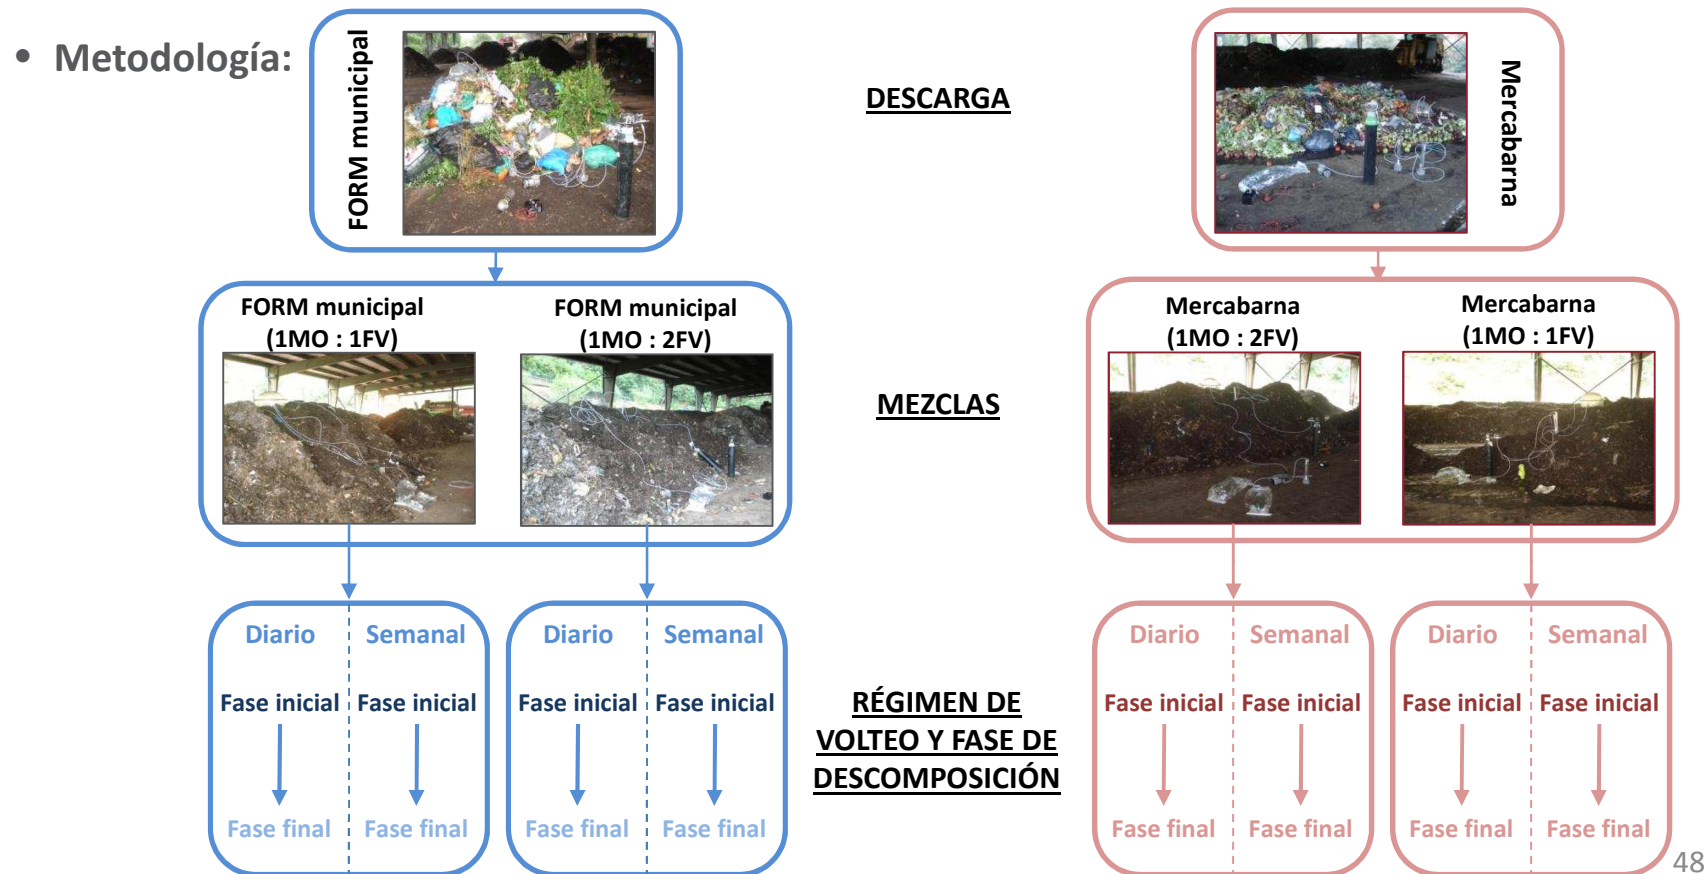 • Metodología:
FORM municipal
DESCARGA
Mercabarna
FORM municipal
(1MO : 1FV)
FORM municipal
(1MO : 2FV)
MEZCLAS
Mercabarna
(1MO : 2FV)
Mercabarna
(1MO : 1FV)
Diario Semanal
Fase inicial Fase inicial
Fase final Fase final
Diario Semanal
Fase inicial Fase inicial
Fase final Fase final
RÉGIMEN DE
VOLTEO Y FASE DE
DESCOMPOSICIÓN
Diario Semanal
Fase inicial Fase inicial
Fase final Fase final
Diario Semanal
Fase inicial Fase inicial
Fase final Fase final
48